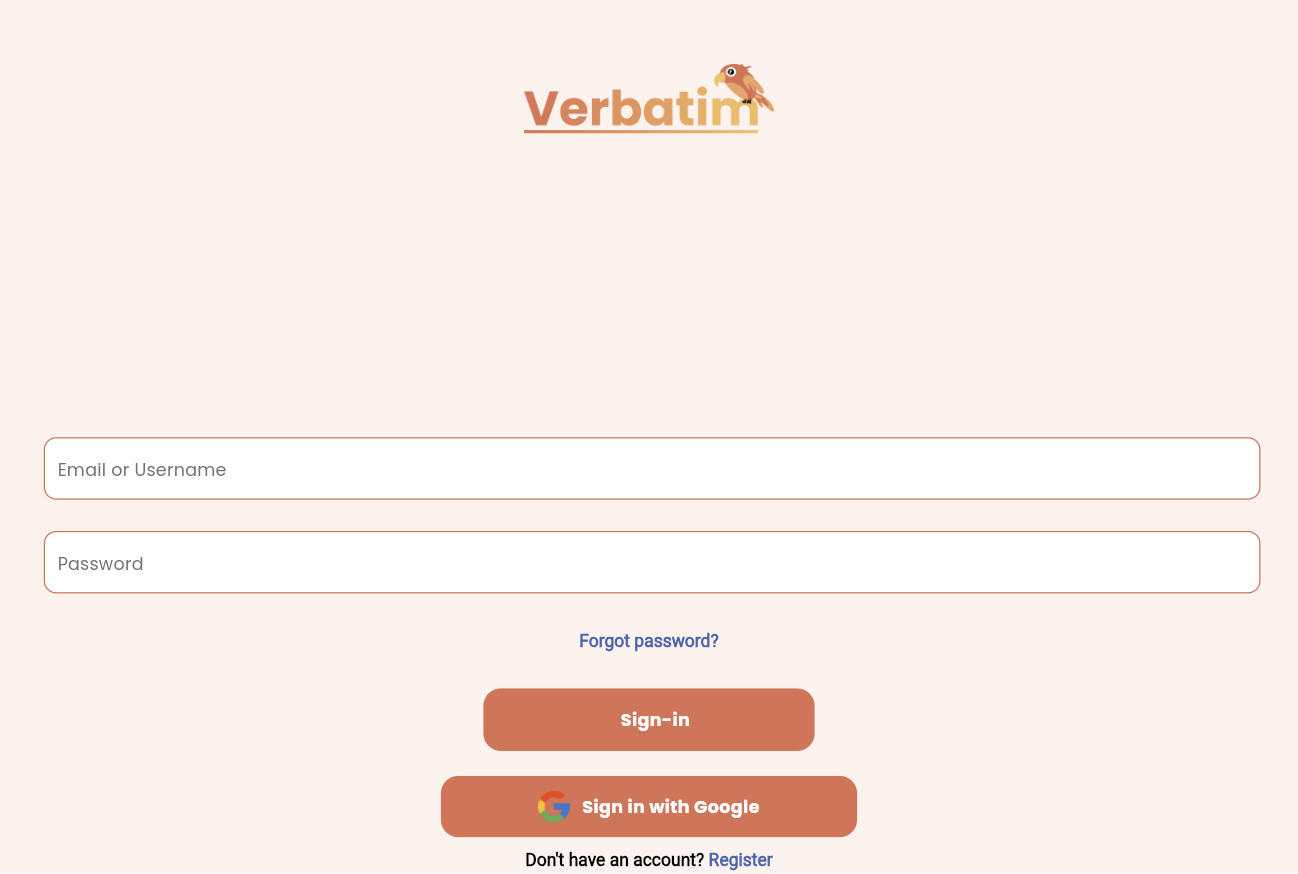 Verbatim
Email or Username
Password
Forgot password?
Sign-in
Sign in with Google
Don't have an account? Register